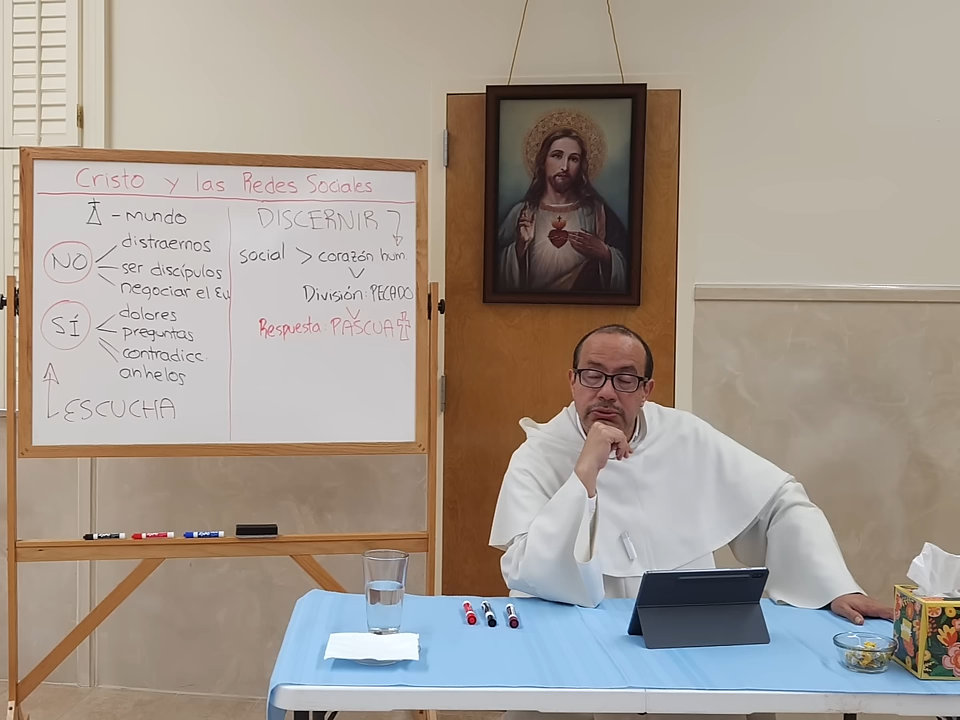 Cristo y las Redes Sociales
- mundo
NO
distraernos
ser discípulos
negociar el Eu
SÍ
dolores
preguntas
contradicc
anhelos
ESCUCHA
DISCERNIR
social > corazón hum.
División: PECADO
Respuesta: PASCUA